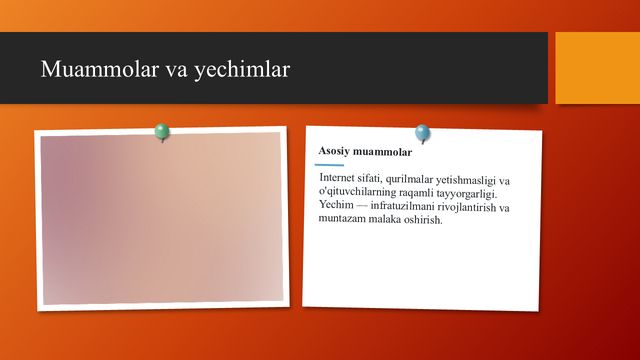 Muammolar va yechimlar
Asosiy muammolar
Internet sifati, qurilmalar yetishmasligi va
o'qituvchilarning raqamli tayyorgarligi.
Yechim — infratuzilmani rivojlantirish va
muntazam malaka oshirish.